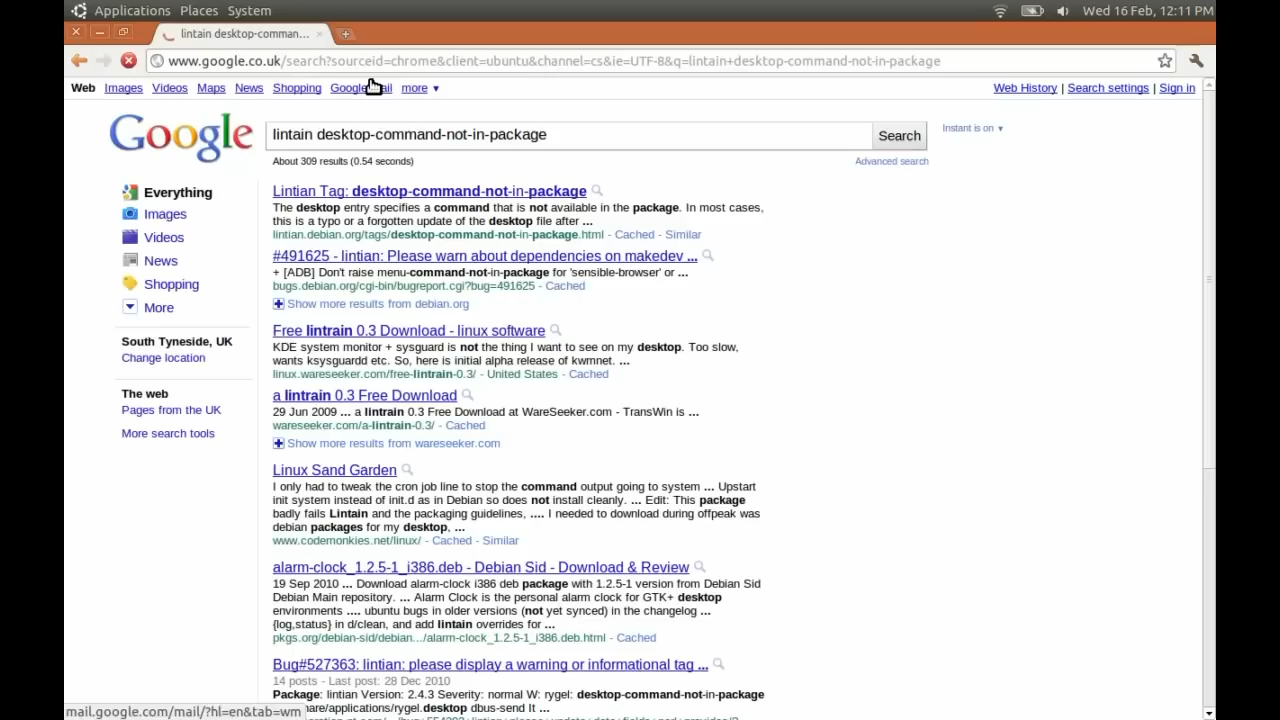 Applications Places System Wed 16 Feb, 12:11 PM
lintain desktop-comman...
www.google.co.uk/search?sourceid=chrome&client=ubuntu&channel=cs&ie=UTF-8&q=lintain+desktop-command-not-in-package
Web Images Videos Maps News Shopping more ▼ Web History | Search settings | Sign in
Google lintain desktop-command-not-in-package Search Instant is on ▼
About 309 results (0.54 seconds) Advanced search
Everything
Images
Videos
News
Shopping
More
South Tyneside, UK
Change location
The web
Pages from the UK
More search tools
Lintian Tag: desktop-command-not-in-package
The desktop entry specifies a command that is not available in the package. In most cases,
this is a typo or a forgotten update of the desktop file after ...
lintian.debian.org/tags/desktop-command-not-in-package.html - Cached - Similar
#491625 - lintian: Please warn about dependencies on makedev ...
+ [ADB] Don't raise menu-command-not-in-package for 'sensible-browser' or ...
bugs.debian.org/cgi-bin/bugreport.cgi?bug=491625 - Cached
Show more results from debian.org
Free lintrain 0.3 Download - linux software
KDE system monitor + sysguard is not the thing I want to see on my desktop. Too slow,
wants ksysguardd etc. So, here is initial alpha release of kwmnet. ...
linux.wareseeker.com/free-lintrain-0.3/ - United States - Cached
a lintrain 0.3 Free Download
29 Jun 2009 ... a lintrain 0.3 Free Download at WareSeeker.com - TransWin is ...
wareseeker.com/a-lintrain-0.3/ - Cached
Show more results from wareseeker.com
Linux Sand Garden
I only had to tweak the cron job line to stop the command output going to system ... Upstart
init system instead of init.d as in Debian so does not install cleanly. ... Edit: This package
badly fails Lintain and the packaging guidelines, .... I needed to download during offpeak was
debian packages for my desktop, ...
www.codemonkies.net/linux/ - Cached - Similar
alarm-clock_1.2.5-1_i386.deb - Debian Sid - Download & Review
19 Sep 2010 ... Download alarm-clock i386 deb package with 1.2.5-1 version from Debian Sid
Debian Main repository. ... Alarm Clock is the personal alarm clock for GTK+ desktop
environments .... ubuntu bugs in older versions (not yet synced) in the changelog ...
{log,status} in d/clean, and add lintain overrides for ...
pkgs.org/debian-sid/debian.../alarm-clock_1.2.5-1_i386.deb.html - Cached
Bug#527363: lintian: please display a warning or informational tag ...
14 posts - Last post: 28 Dec 2010
Package: lintian Version: 2.4.3 Severity: normal W: rygel: desktop-command-not-in-package
share/applications/rygel.desktop dbus-send It ...
mail.google.com/mail/?hl=en&tab=wm